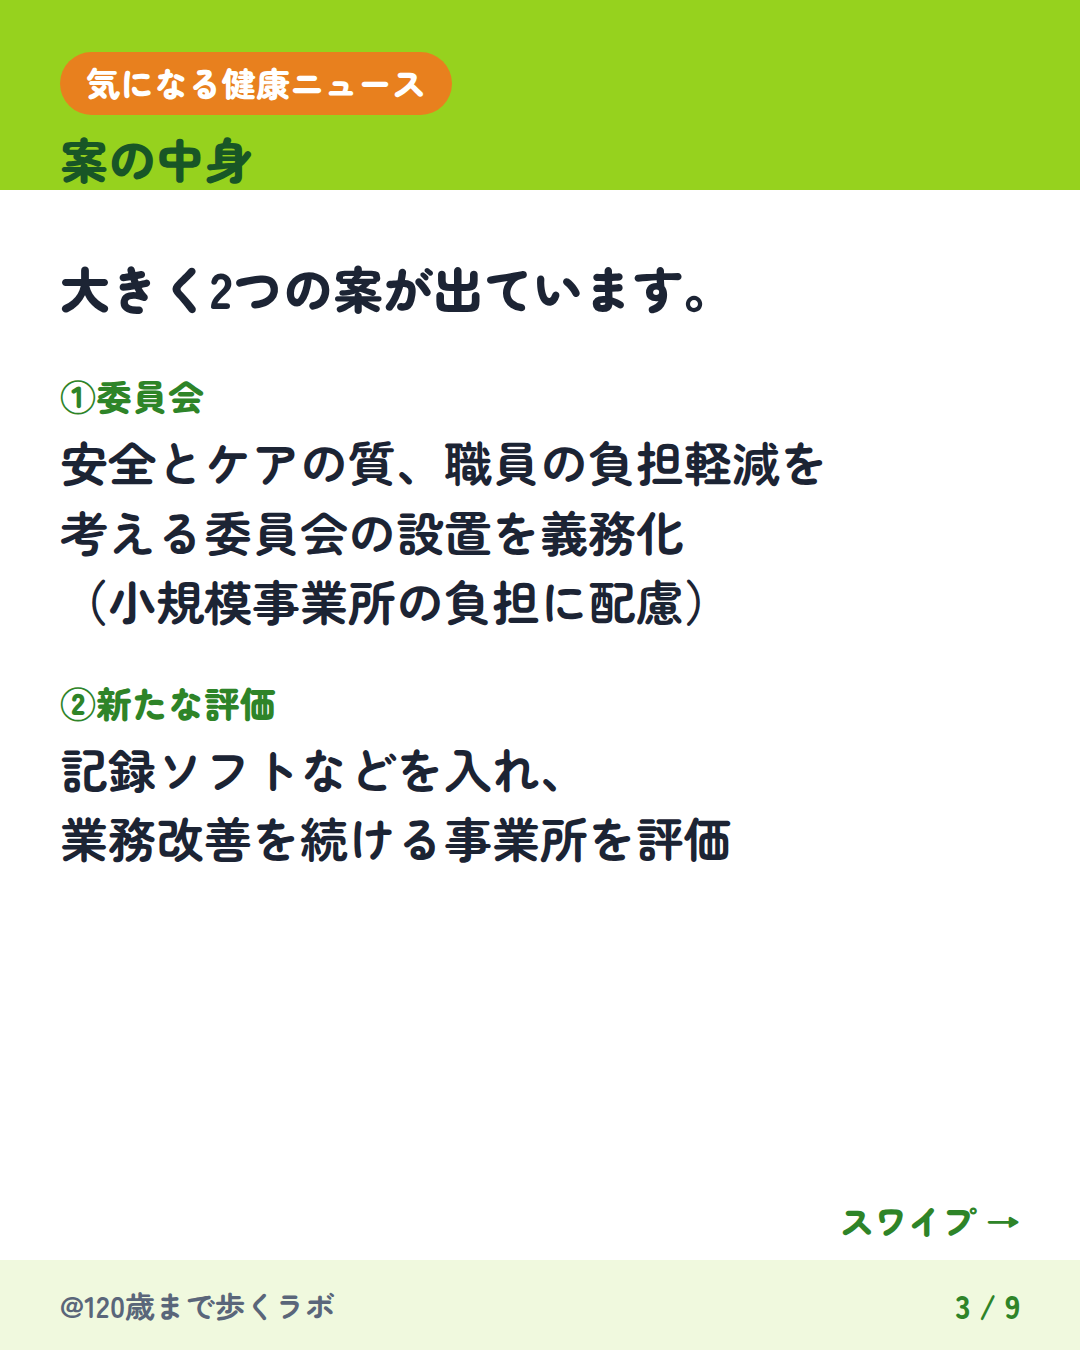 気になる健康ニュース
案の中身
大きく2つの案が出ています。
①委員会
安全とケアの質、職員の負担軽減を
考える委員会の設置を義務化
（小規模事業所の負担に配慮）
②新たな評価
記録ソフトなどを入れ、
業務改善を続ける事業所を評価
スワイプ →
@120歳まで歩くラボ
3 / 9